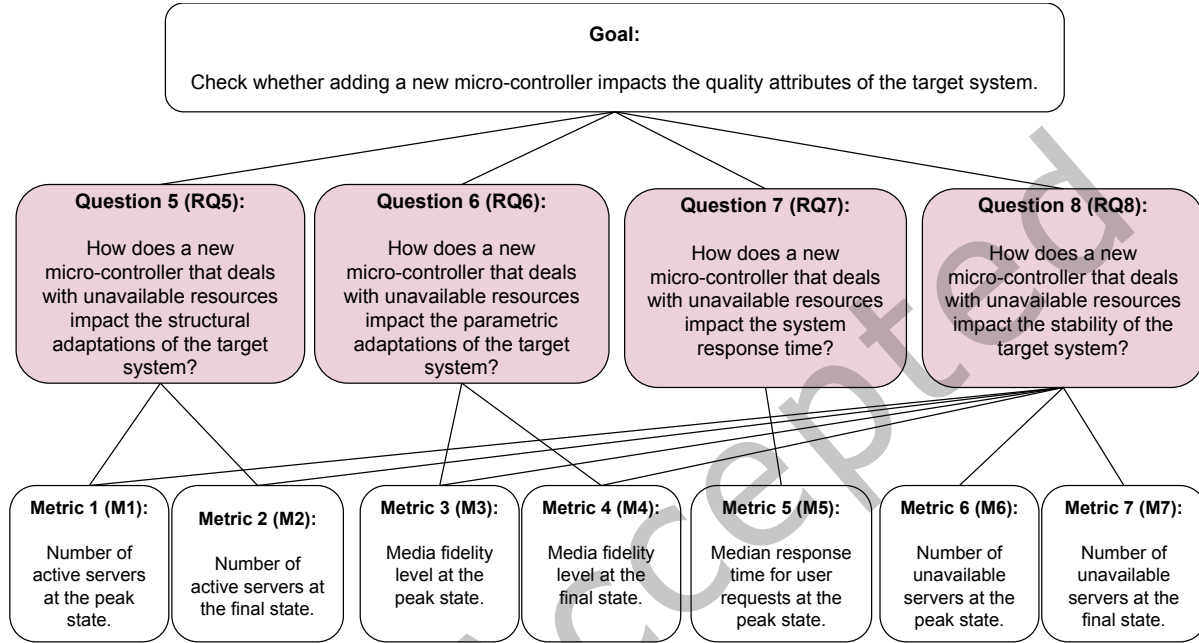 Goal:
Check whether adding a new micro-controller impacts the quality attributes of the target system.
Question 5 (RQ5):
How does a new
micro-controller that deals
with unavailable resources
impact the structural
adaptations of the target
system?
Question 6 (RQ6):
How does a new
micro-controller that deals
with unavailable resources
impact the parametric
adaptations of the target
system?
Question 7 (RQ7):
How does a new
micro-controller that deals
with unavailable resources
impact the system
response time?
Question 8 (RQ8):
How does a new
micro-controller that deals
with unavailable resources
impact the stability of the
target system?
Metric 1 (M1):
Number of
active servers
at the peak
state.
Metric 2 (M2):
Number of
active servers at
the final state.
Metric 3 (M3):
Media fidelity
level at the
peak state.
Metric 4 (M4):
Media fidelity
level at the
final state.
Metric 5 (M5):
Median response
time for user
requests at the
peak state.
Metric 6 (M6):
Number of
unavailable
servers at the
peak state.
Metric 7 (M7):
Number of
unavailable
servers at the
final state.
ccepted